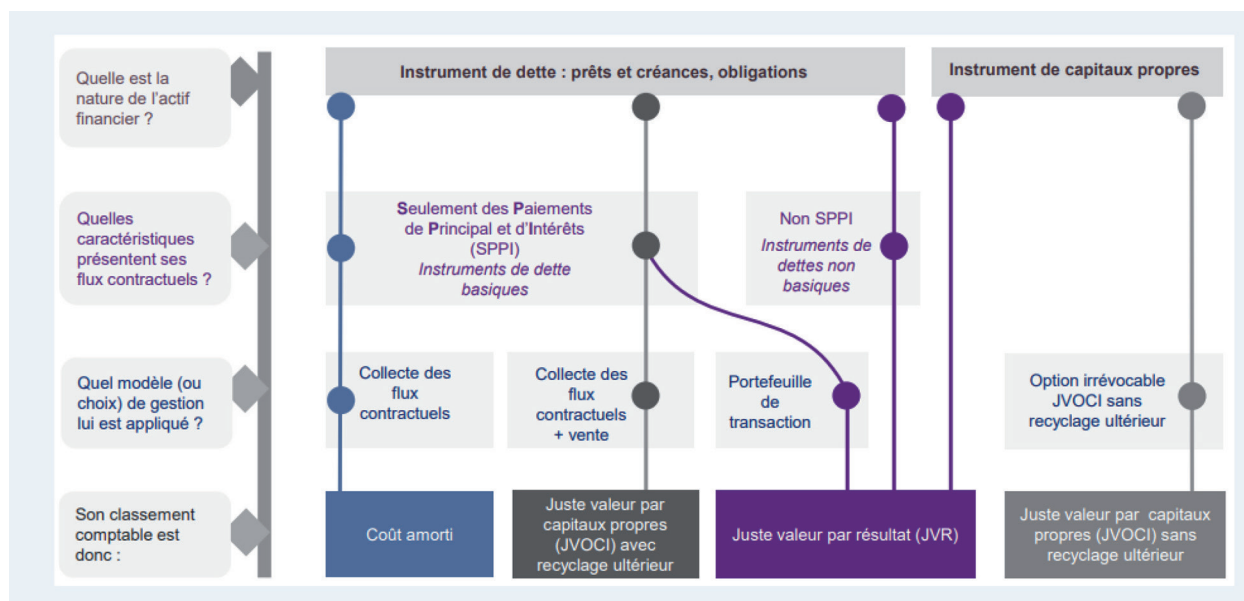 Quelle est la
nature de l'actif
financier ?
Instrument de dette : prêts et créances, obligations
Instrument de capitaux propres
Quelles
caractéristiques
présentent ses
flux contractuels ?
Seulement des Paiements
de Principal et d'Intérêts
(SPPI)
Instruments de dette
basiques
Non SPPI
Instruments de
dettes non
basiques
Quel modèle (ou
choix) de gestion
lui est appliqué ?
Collecte des
flux
contractuels
Collecte des
flux
contractuels
+ vente
Portefeuille
de
transaction
Option irrévocable
JVOCI sans
recyclage ultérieur
Son classement
comptable est
donc :
Coût amorti
Juste valeur par
capitaux propres
(JVOCI) avec
recyclage ultérieur
Juste valeur par résultat (JVR)
Juste valeur par capitaux
propres (JVOCI) sans
recyclage ultérieur